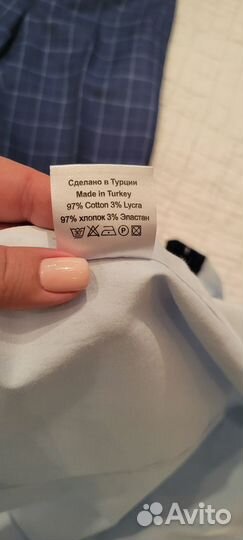 Сделано в Турции
Made in Turkey
97% Cotton 3% Lycra
97% хлопок 3% Эластан
Avito